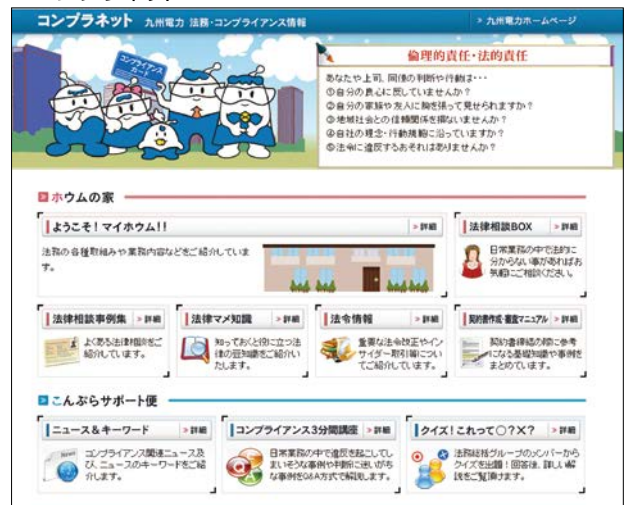 コンプラネット 九州電力 法務・コンプライアンス情報
> 九州電力ホームページ
コンプライアンス
カード
倫理的責任・法的責任
あなたや上司、同僚の判断や行動は・・・
①自分の良心に反していませんか?
②自分の家族や友人に胸を張って見せられますか?
③地域社会との信頼関係を損ないませんか?
④自社の理念・行動規範に沿っていますか?
⑤法令に違反するおそれはありませんか?
ホウムの家
ようこそ!マイホウム!! > 詳細
法務の各種取組みや業務内容などをご紹介していま
す。
法律相談BOX > 詳細
日常業務の中で法的に
分からない事があればお
気軽にご相談ください。
法律相談事例集 > 詳細
よくある法律相談をご
紹介しています。
法律マメ知識 > 詳細
知っておくと役に立つ法
律の豆知識をご紹介い
たします。
法令情報 > 詳細
重要な法令改正やイン
サイダー取引等につい
てご紹介しています。
契約書作成・審査マニュアル > 詳細
契約書締結の際に参考
になる基礎知識や事例を
まとめています。
こんぷらサポート便
ニュース&キーワード > 詳細
News
コンプライアンス関連ニュース及
び、ニュースのキーワードをご紹
介します。
コンプライアンス3分間講座 > 詳細
日常業務の中で違反を起こしてし
まいそうな事例や判断に迷いがち
な事例をQ&A方式で解説します。
クイズ!これって○?×? > 詳細
法務総括グループのメンバーから
クイズを出題!回答後、詳しい解
説をご覧頂けます。